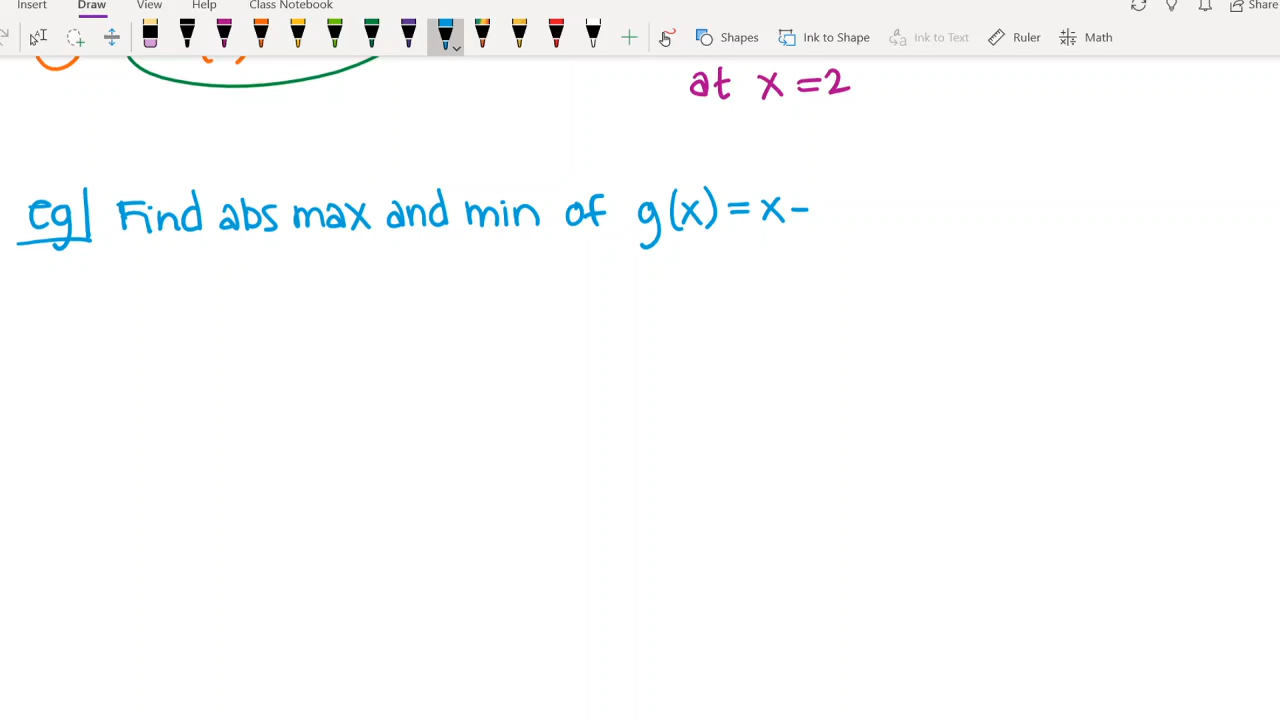 Insert Draw View Help Class Notebook Share
Shapes Ink to Shape Ink to Text Ruler Math
at x = 2
eg Find abs max and min of g(x) = x -